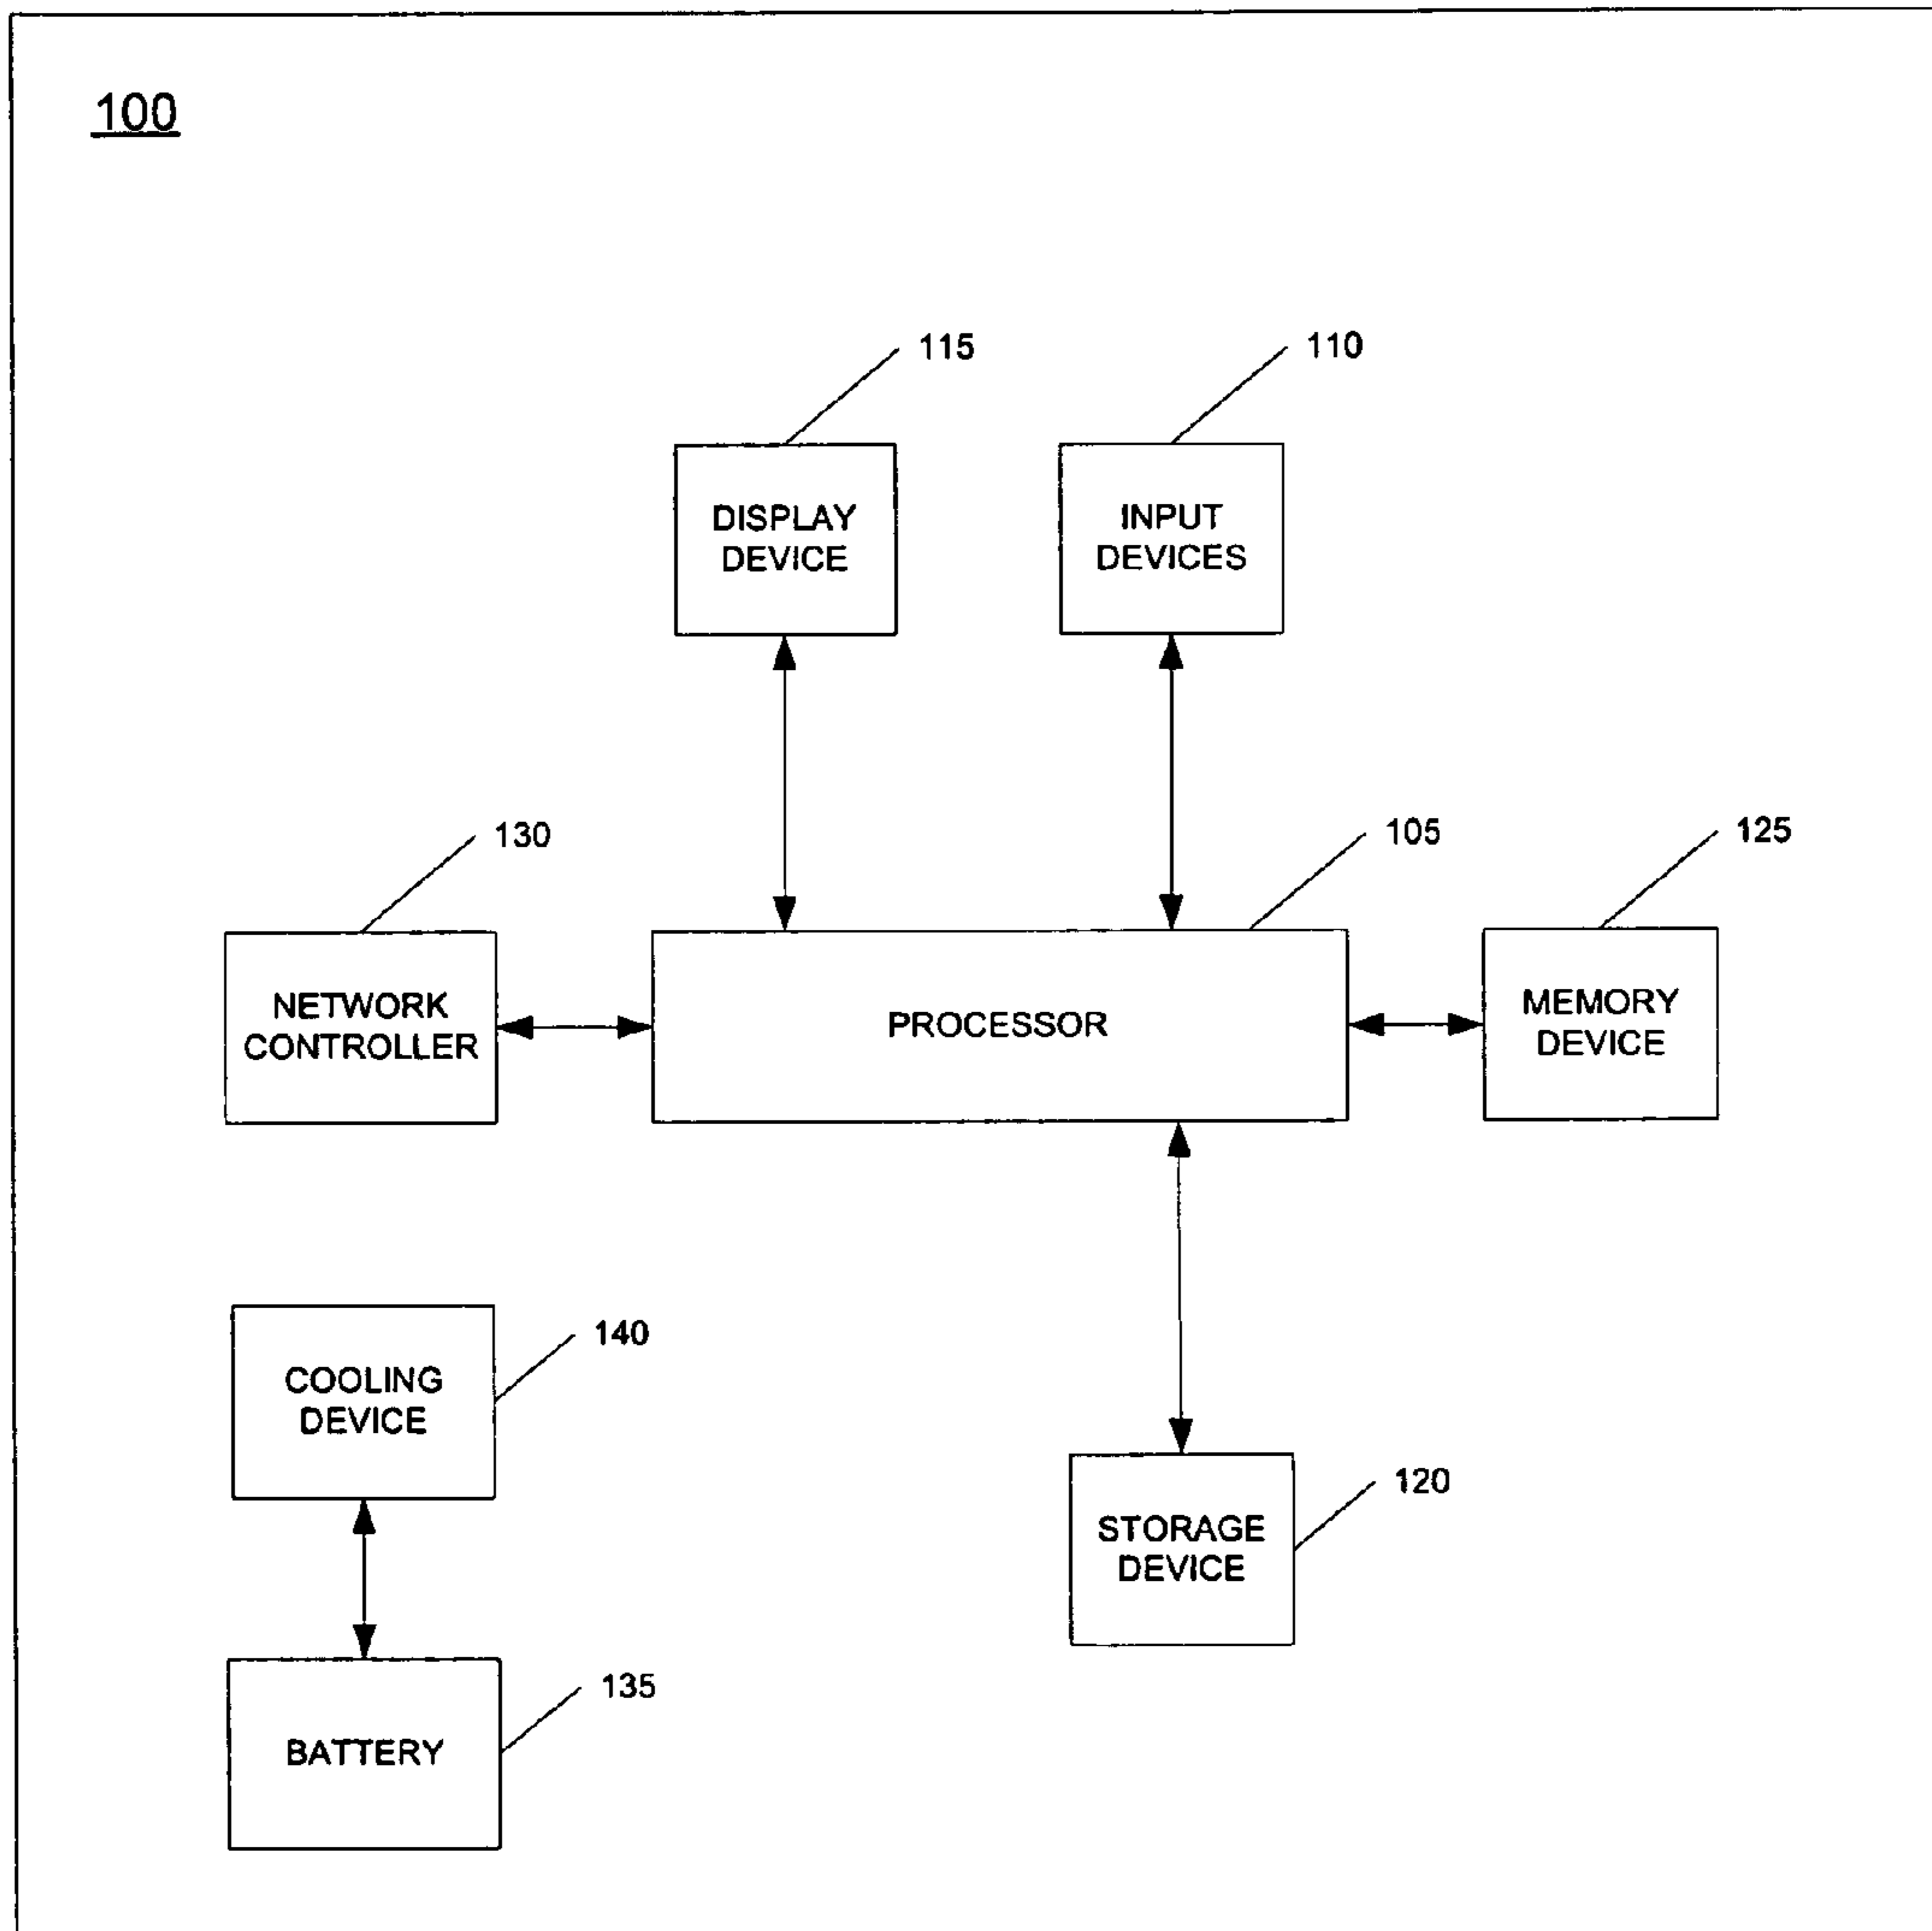 100
115
110
DISPLAY
DEVICE
INPUT
DEVICES
130
105
125
NETWORK
CONTROLLER
PROCESSOR
MEMORY
DEVICE
140
COOLING
DEVICE
120
STORAGE
DEVICE
135
BATTERY